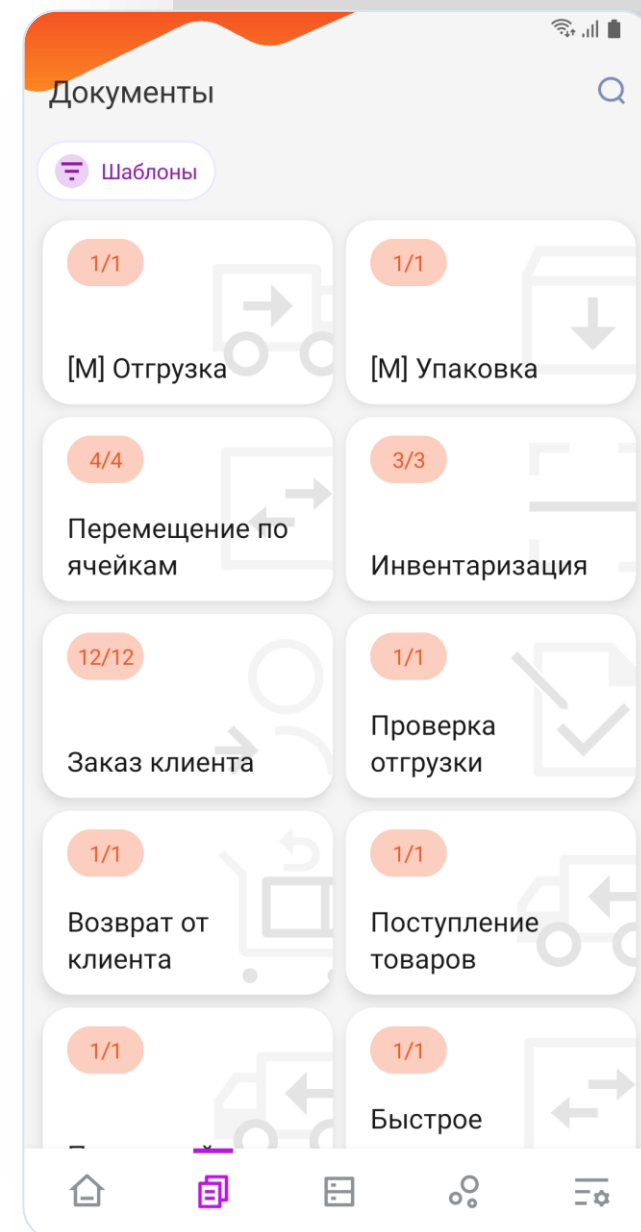 Документы
Шаблоны
1/1
1/1
[М] Отгрузка
[М] Упаковка
4/4
3/3
Перемещение по
ячейкам
Инвентаризация
12/12
1/1
Заказ клиента
Проверка
отгрузки
1/1
1/1
Возврат от
клиента
Поступление
товаров
1/1
1/1
Быстрое